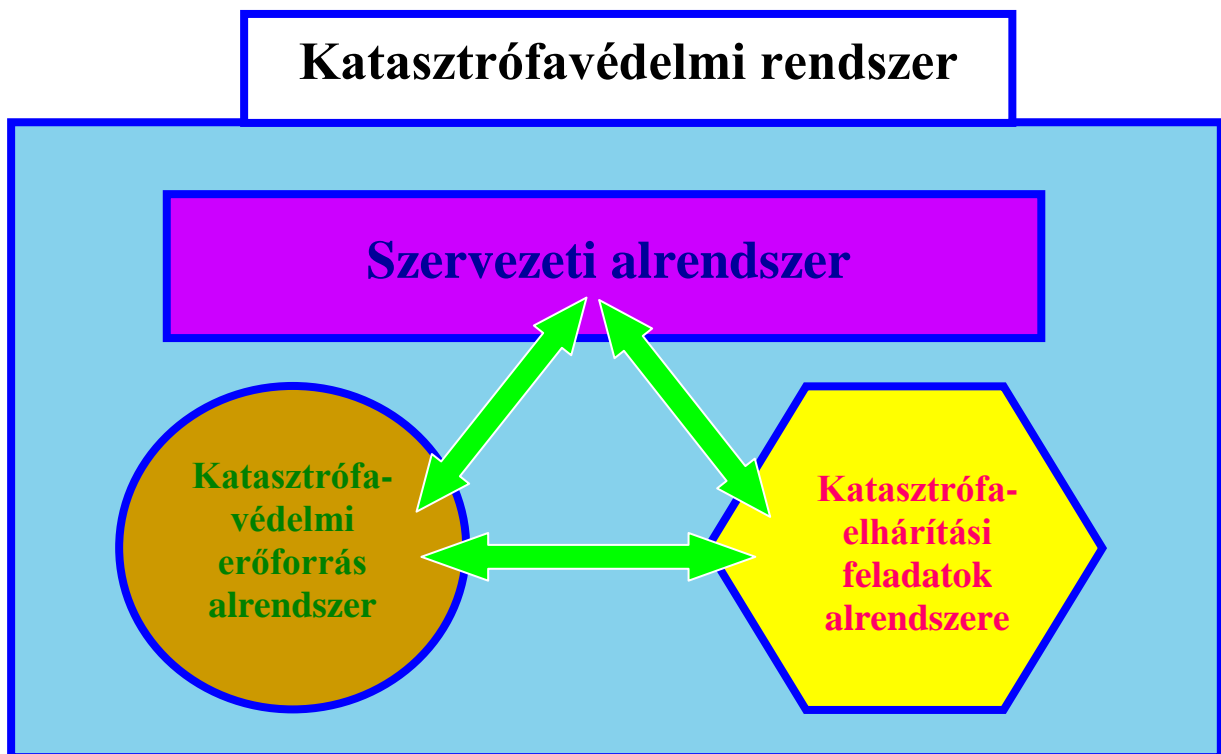 Katasztrófavédelmi rendszer
Szervezeti alrendszer
Katasztrófa-
védelmi
erőforrás
alrendszer
Katasztrófa-
elhárítási
feladatok
alrendszere